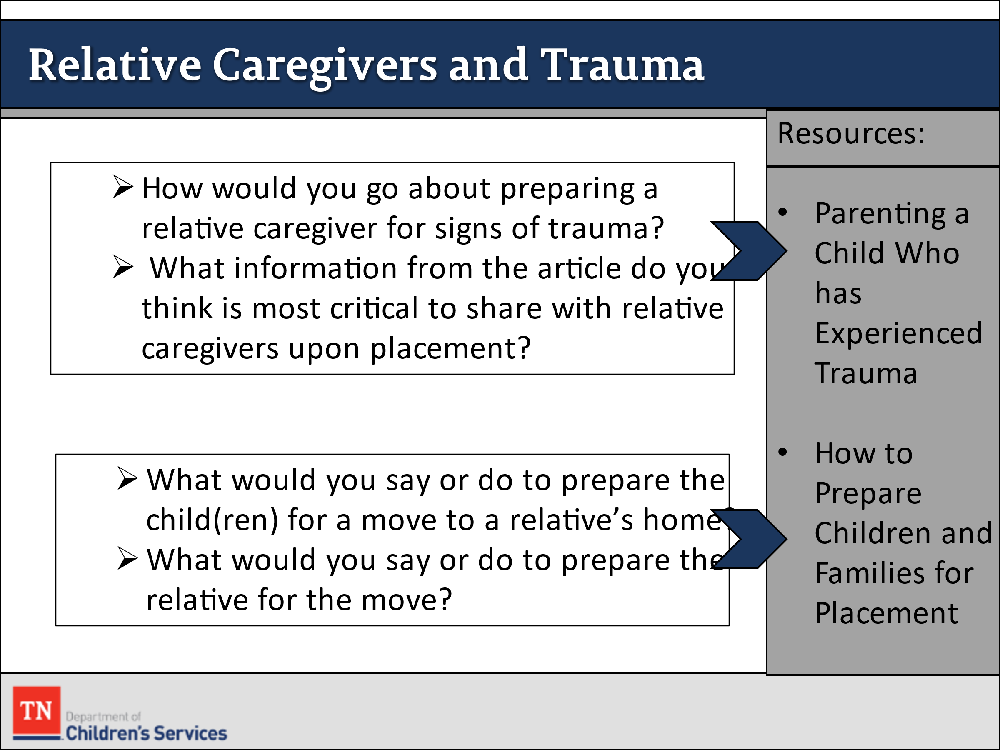 Relative Caregivers and Trauma
➢ How would you go about preparing a
relative caregiver for signs of trauma?
➢ What information from the article do you
think is most critical to share with relative
caregivers upon placement?
➢ What would you say or do to prepare the
child(ren) for a move to a relative’s home?
➢ What would you say or do to prepare the
relative for the move?
Resources:
• Parenting a
Child Who
has
Experienced
Trauma
• How to
Prepare
Children and
Families for
Placement
TN
Department of
Children's Services